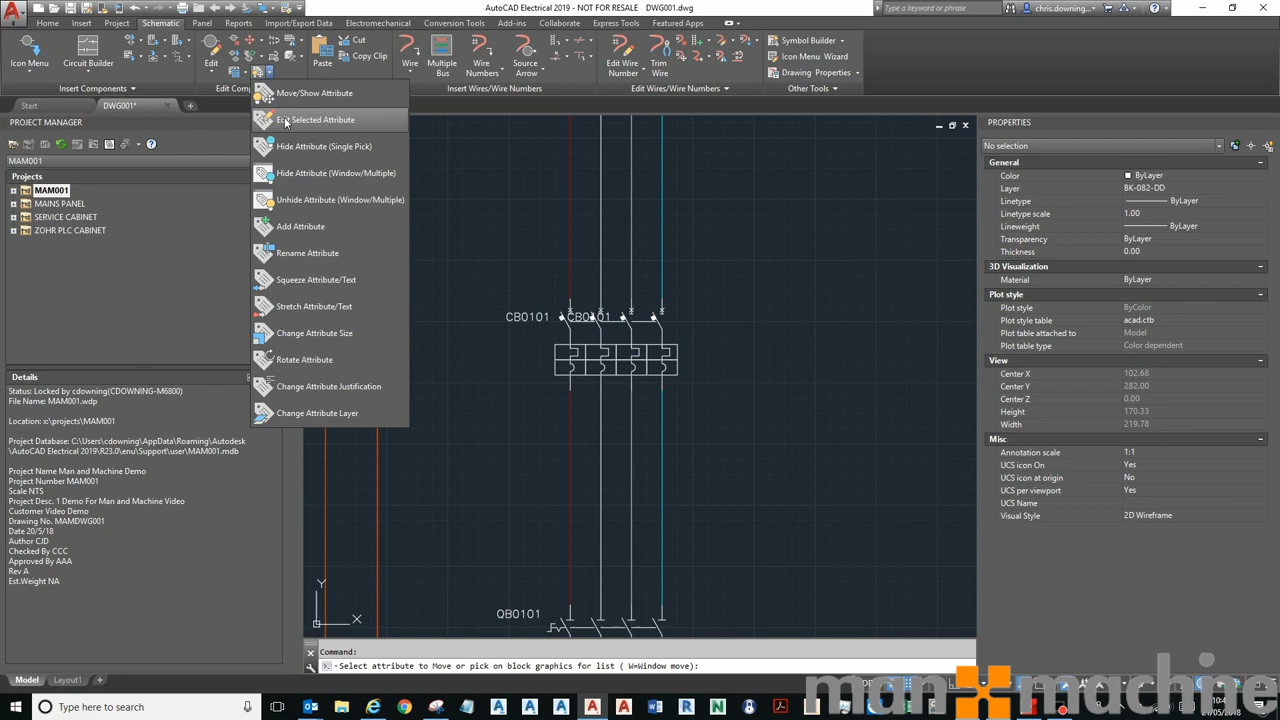 AutoCAD Electrical 2019 - NOT FOR RESALE DWG001.dwg
Type a keyword or phrase
chris.downing...
Home Insert Project Schematic Panel Reports Import/Export Data Electromechanical Conversion Tools Add-ins Collaborate Express Tools Featured Apps
Icon Menu
Circuit Builder
Edit
Paste
Cut
Copy Clip
Wire
Multiple Bus
Wire Numbers
Source Arrow
Edit Wire Number
Trim Wire
Symbol Builder
Icon Menu Wizard
Drawing Properties
Insert Components
Edit Comp
Insert Wires/Wire Numbers
Edit Wires/Wire Numbers
Other Tools
Start
DWG001*
Move/Show Attribute
Edit Selected Attribute
Hide Attribute (Single Pick)
Hide Attribute (Window/Multiple)
Unhide Attribute (Window/Multiple)
Add Attribute
Rename Attribute
Squeeze Attribute/Text
Stretch Attribute/Text
Change Attribute Size
Rotate Attribute
Change Attribute Justification
Change Attribute Layer
PROJECT MANAGER
MAM001
Projects
MAM001
MAINS PANEL
SERVICE CABINET
ZOHR PLC CABINET
Details
Status: Locked by cdowning(CDOWNING-M6800)
File Name: MAM001.wdp
Location: x:\projects\MAM001
Project Database: C:\Users\cdowning\AppData\Roaming\Autodesk
\AutoCAD Electrical 2019\R23.0\enu\Support\user\MAM001.mdb
Project Name Man and Machine Demo
Project Number MAM001
Scale NTS
Project Desc. 1 Demo For Man and Machine Video
Customer Video Demo
Drawing No. MAMDWG001
Date 20/5/18
Author CJD
Checked By CCC
Approved By AAA
Rev A
Est.Weight NA
CB0101
CB0101
QB0101
Y
X
Command:
Select attribute to Move or pick on block graphics for list ( W=Window move):
PROPERTIES
No selection
General
Color ByLayer
Layer BK-082-DD
Linetype ByLayer
Linetype scale 1.00
Lineweight ByLayer
Transparency ByLayer
Thickness 0.00
3D Visualization
Material ByLayer
Plot style
Plot style ByColor
Plot style table acad.ctb
Plot table attached to Model
Plot table type Color dependent
View
Center X 102.68
Center Y 282.00
Center Z 0.00
Height 170.33
Width 219.78
Misc
Annotation scale 1:1
UCS icon On Yes
UCS icon at origin No
UCS per viewport Yes
UCS Name
Visual Style 2D Wireframe
Model
Layout1
Type here to search
man machine